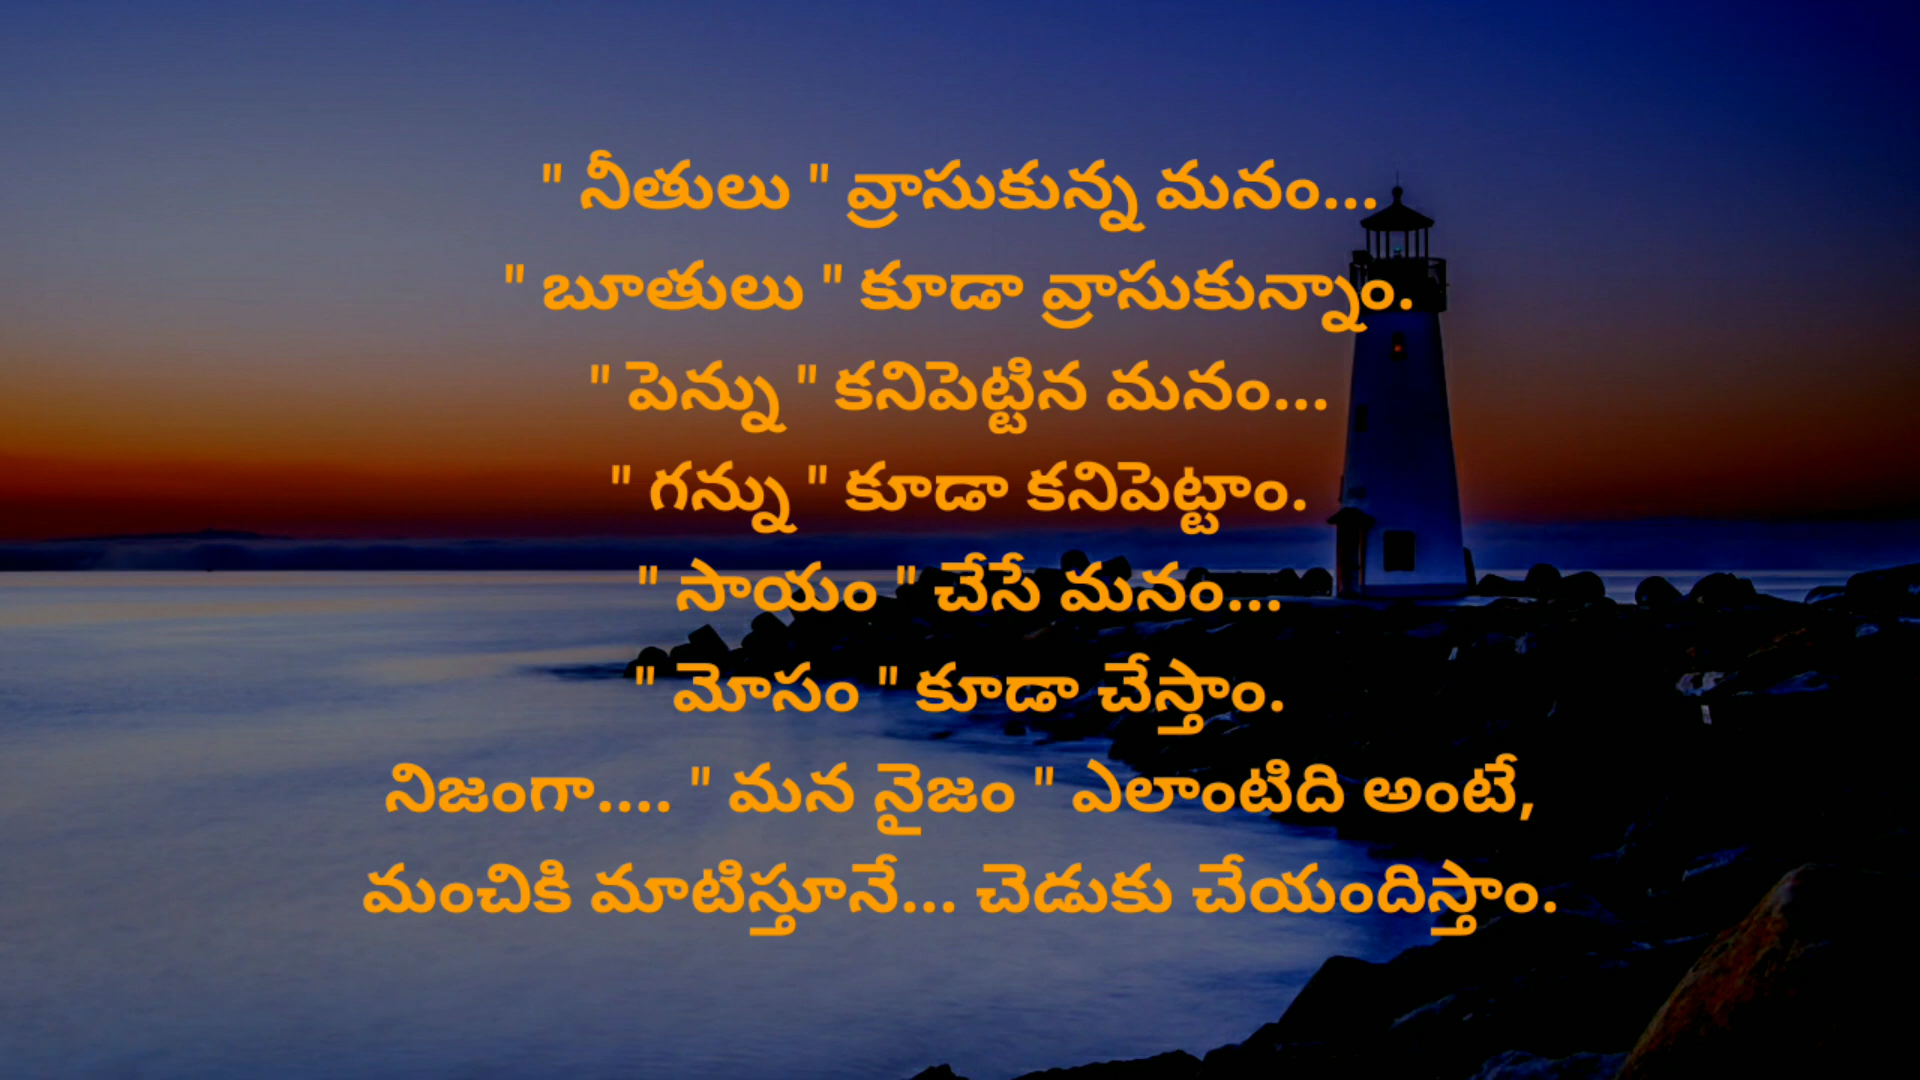 " నీతులు " వ్రాసుకున్న మనం...
" బూతులు " కూడా వ్రాసుకున్నాం.
" పెన్ను " కనిపెట్టిన మనం...
" గన్ను " కూడా కనిపెట్టాం.
" సాయం " చేసే మనం...
" మోసం " కూడా చేస్తాం.
నిజంగా.... " మన నైజం " ఎలాంటిది అంటే,
మంచికి మాటిస్తూనే... చెడుకు చేయందిస్తాం.